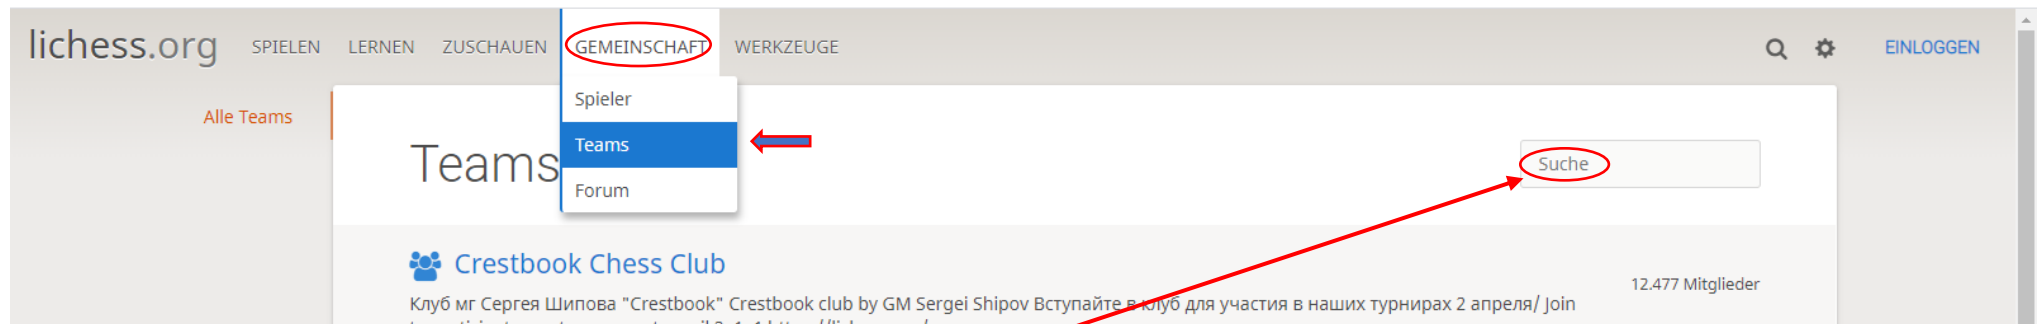 lichess.org SPIELEN LERNEN ZUSCHAUEN GEMEINSCHAFT WERKZEUGE EINLOGGEN
Alle Teams
Spieler
Teams
Forum
Teams
Suche
Crestbook Chess Club
12.477 Mitglieder
Клуб мг Сергея Шипова "Crestbook" Crestbook club by GM Sergei Shipov Вступайте в клуб для участия в наших турнирах 2 апреля/ Join